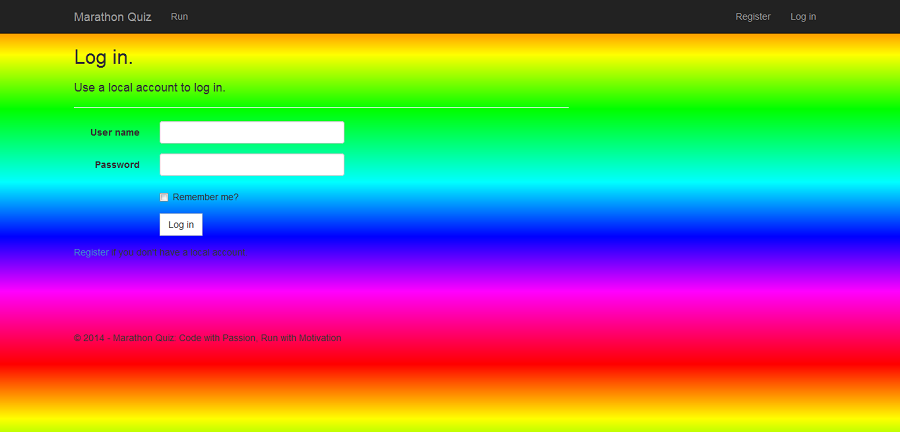 Marathon Quiz Run Register Log in
Log in.
Use a local account to log in.
User name
Password
Remember me?
Log in
Register if you don't have a local account.
© 2014 - Marathon Quiz. Code with Passion, Run with Motivation